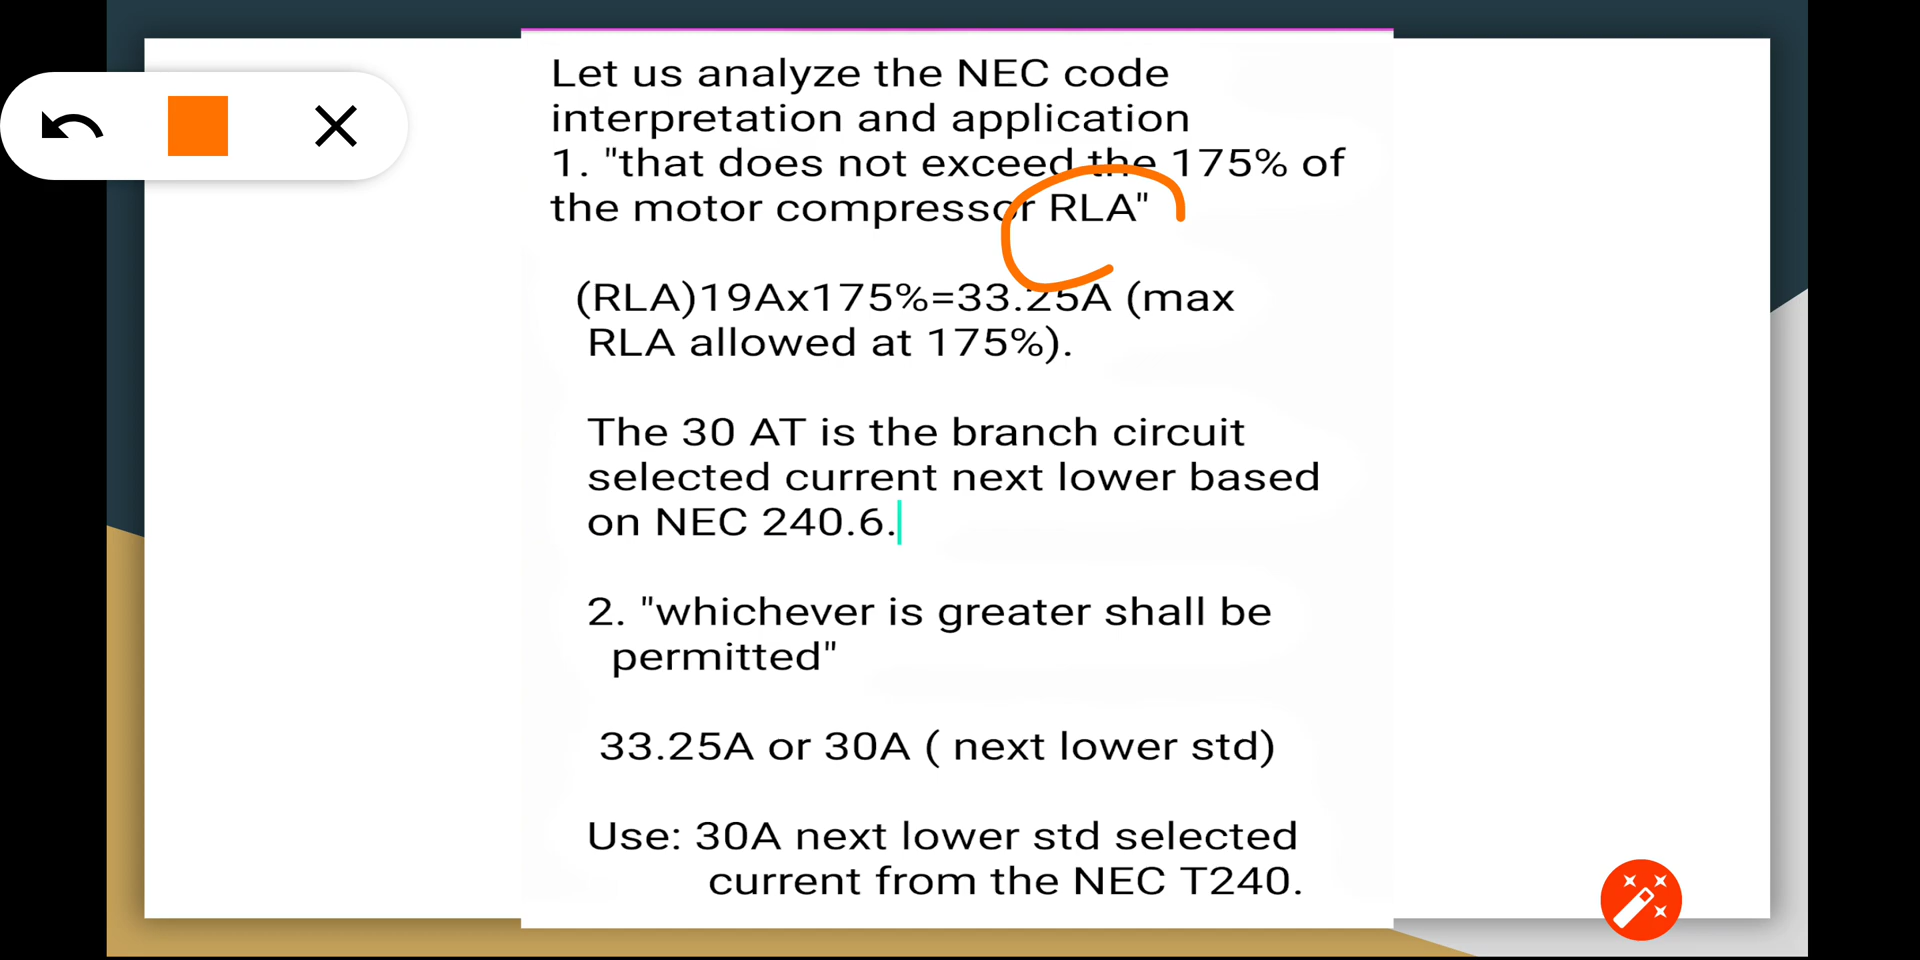 Let us analyze the NEC code
interpretation and application
1. "that does not exceed the 175% of
the motor compressor RLA"
(RLA)19Ax175%=33.25A (max
RLA allowed at 175%).
The 30 AT is the branch circuit
selected current next lower based
on NEC 240.6.
2. "whichever is greater shall be
permitted"
33.25A or 30A ( next lower std)
Use: 30A next lower std selected
current from the NEC T240.